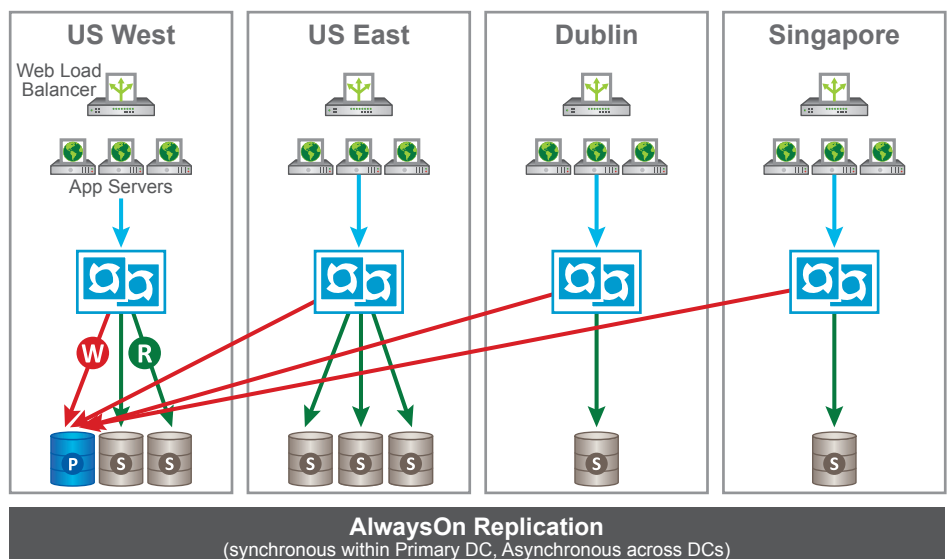 US West
US East
Dublin
Singapore
Web Load
Balancer
App Servers
W
R
P
S
S
S
S
S
S
S
AlwaysOn Replication
(synchronous within Primary DC, Asynchronous across DCs)